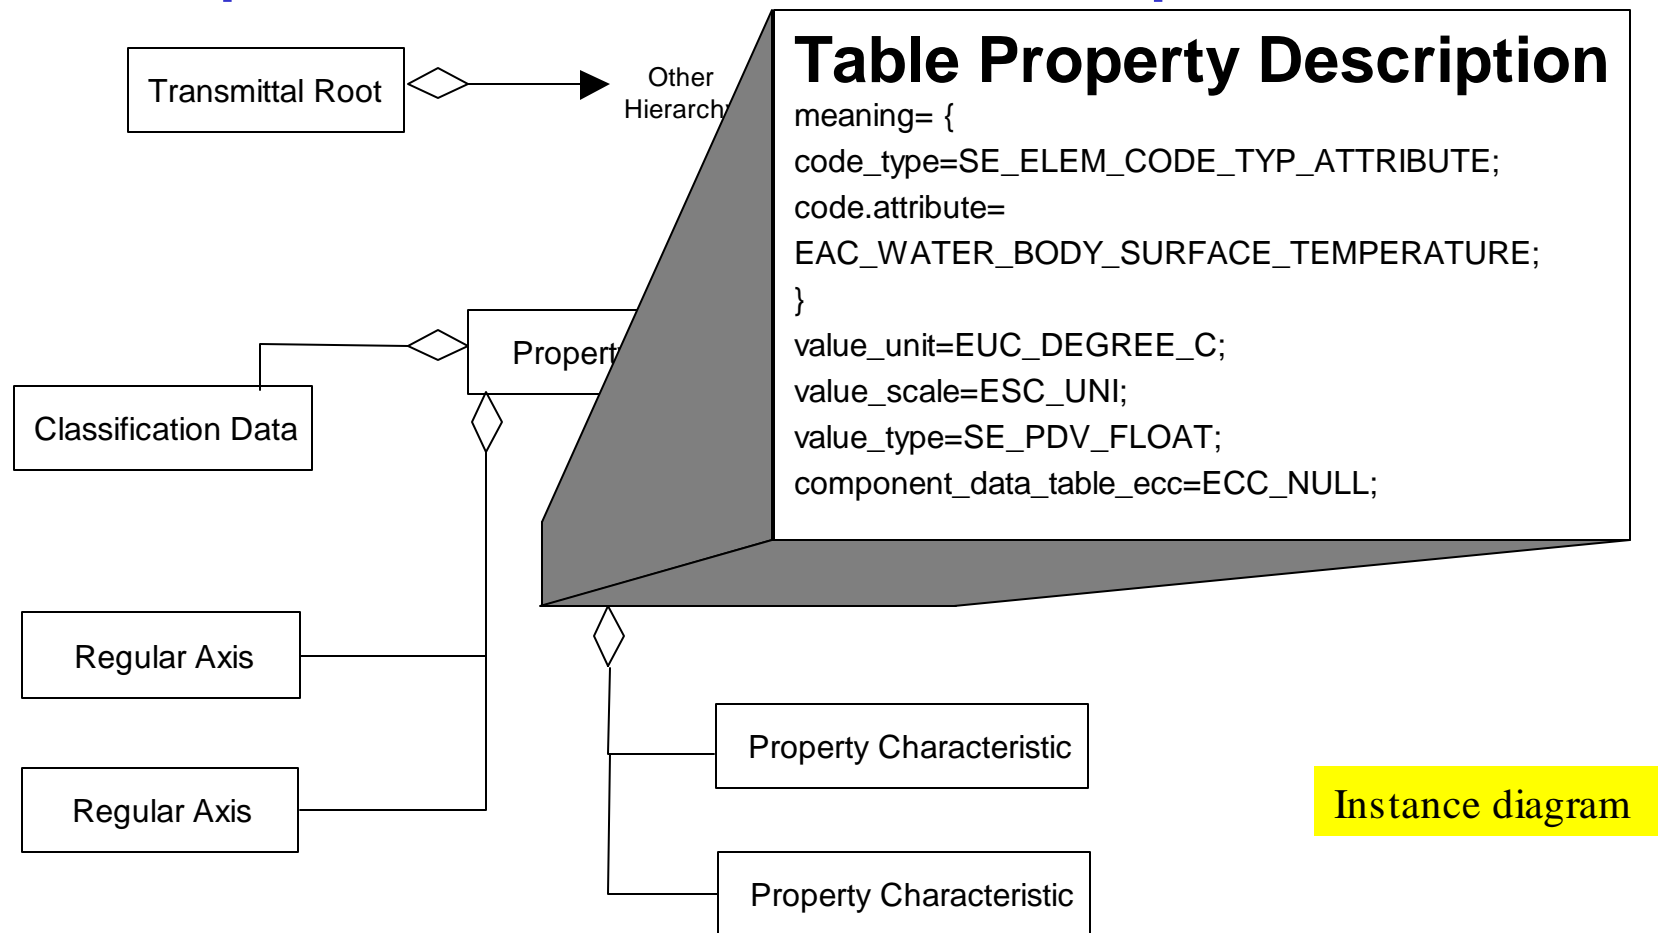 Transmittal Root
Other
Table Property Description
meaning= {
code_type=SE_ELEM_CODE_TYP_ATTRIBUTE;
code.attribute=
EAC_WATER_BODY_SURFACE_TEMPERATURE;
}
value_unit=EUC_DEGREE_C;
value_scale=ESC_UNI;
value_type=SE_PDV_FLOAT;
component_data_table_ecc=ECC_NULL;
Classification Data
Regular Axis
Regular Axis
Property Characteristic
Property Characteristic
Instance diagram